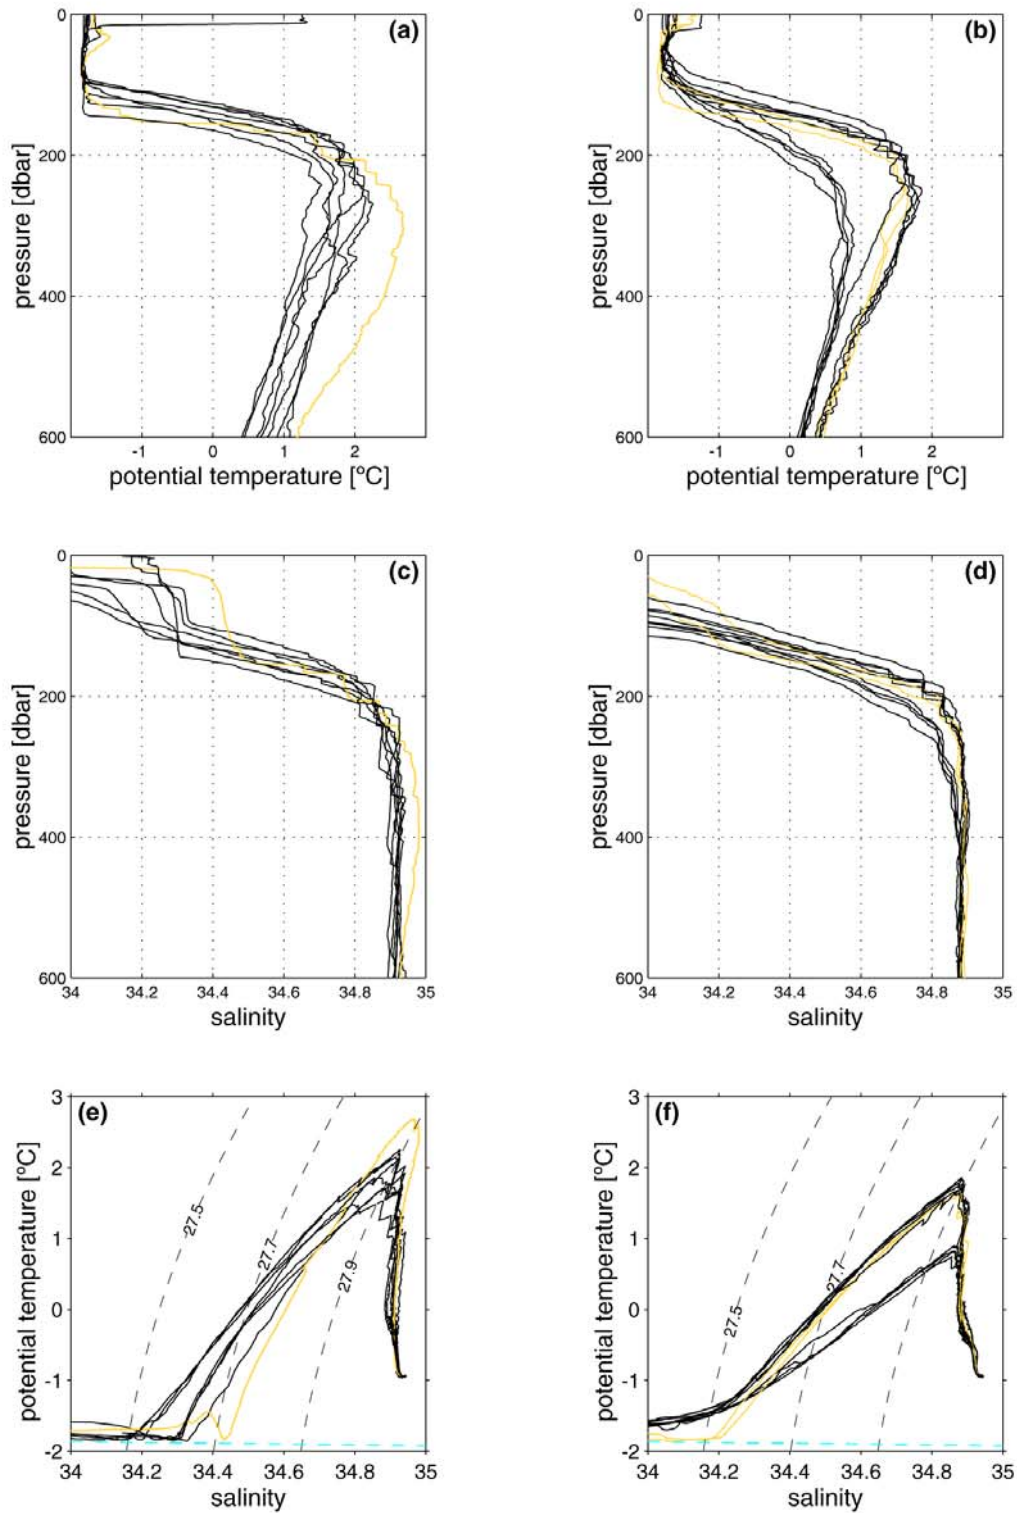 (a)
0
200
400
600
pressure [dbar]
-1 0 1 2
potential temperature [ºC]
(b)
0
200
400
600
pressure [dbar]
-1 0 1 2
potential temperature [ºC]
(c)
0
200
400
600
pressure [dbar]
34 34.2 34.4 34.6 34.8 35
salinity
(d)
0
200
400
600
pressure [dbar]
34 34.2 34.4 34.6 34.8 35
salinity
(e)
3
2
1
0
-1
-2
potential temperature [ºC]
27.5
27.7
27.9
34 34.2 34.4 34.6 34.8 35
salinity
(f)
3
2
1
0
-1
-2
potential temperature [ºC]
27.5
27.7
34 34.2 34.4 34.6 34.8 35
salinity